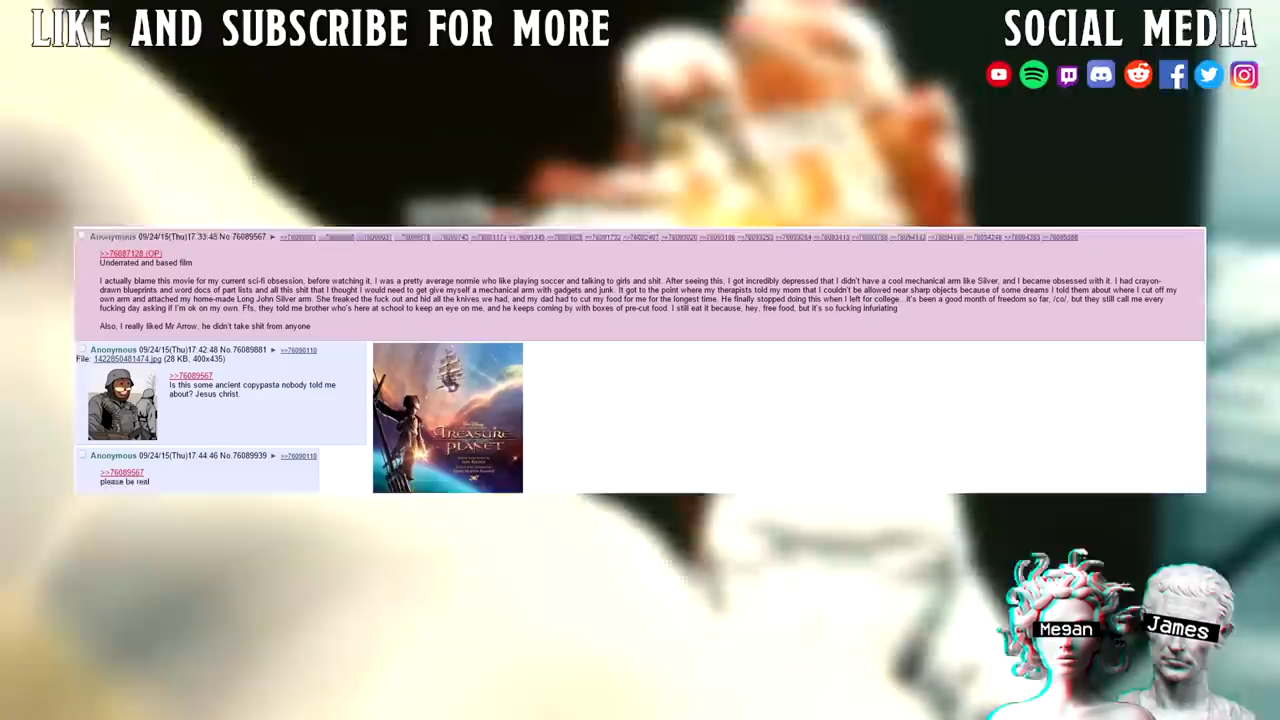 LIKE AND SUBSCRIBE FOR MORE
SOCIAL MEDIA
Anonymous 09/24/15(Thu)17:33:48 No.76089567 ►
>>76087128 (OP)
Underrated and based film
I actually blame this movie for my current sci-fi obsession, before watching it, I was a pretty average normie who like playing soccer and talking to girls and shit. After seeing this, I got incredibly depressed that I didn't have a cool mechanical arm like Silver, and I became obsessed with it. I had crayon-
drawn blueprints and word docs of part lists and all this shit that I thought I would need to get give myself a mechanical arm with gadgets and junk. It got to the point where my therapists told my mom that I couldn't be allowed near sharp objects because of some dreams I told them about where I cut off my
own arm and attached my home-made Long John Silver arm. She freaked the fuck out and hid all the knives we had, and my dad had to cut my food for me for the longest time. He finally stopped doing this when I left for college...it's been a good month of freedom so far, /co/, but they still call me every
fucking day asking if I'm ok on my own. Ffs, they told me brother who's here at school to keep an eye on me, and he keeps coming by with boxes of pre-cut food. I still eat it because, hey, free food, but it's so fucking infuriating
Also, I really liked Mr Arrow, he didn't take shit from anyone
Anonymous 09/24/15(Thu)17:42:48 No.76089881 ► >>76090110
File: 1422850481474.jpg (28 KB, 400x435)
>>76089567
Is this some ancient copypasta nobody told me
about? Jesus christ.
TREASURE
PLANET
Anonymous 09/24/15(Thu)17:44:46 No.76089939 ► >>76090110
>>76089567
please be real
Megan
James